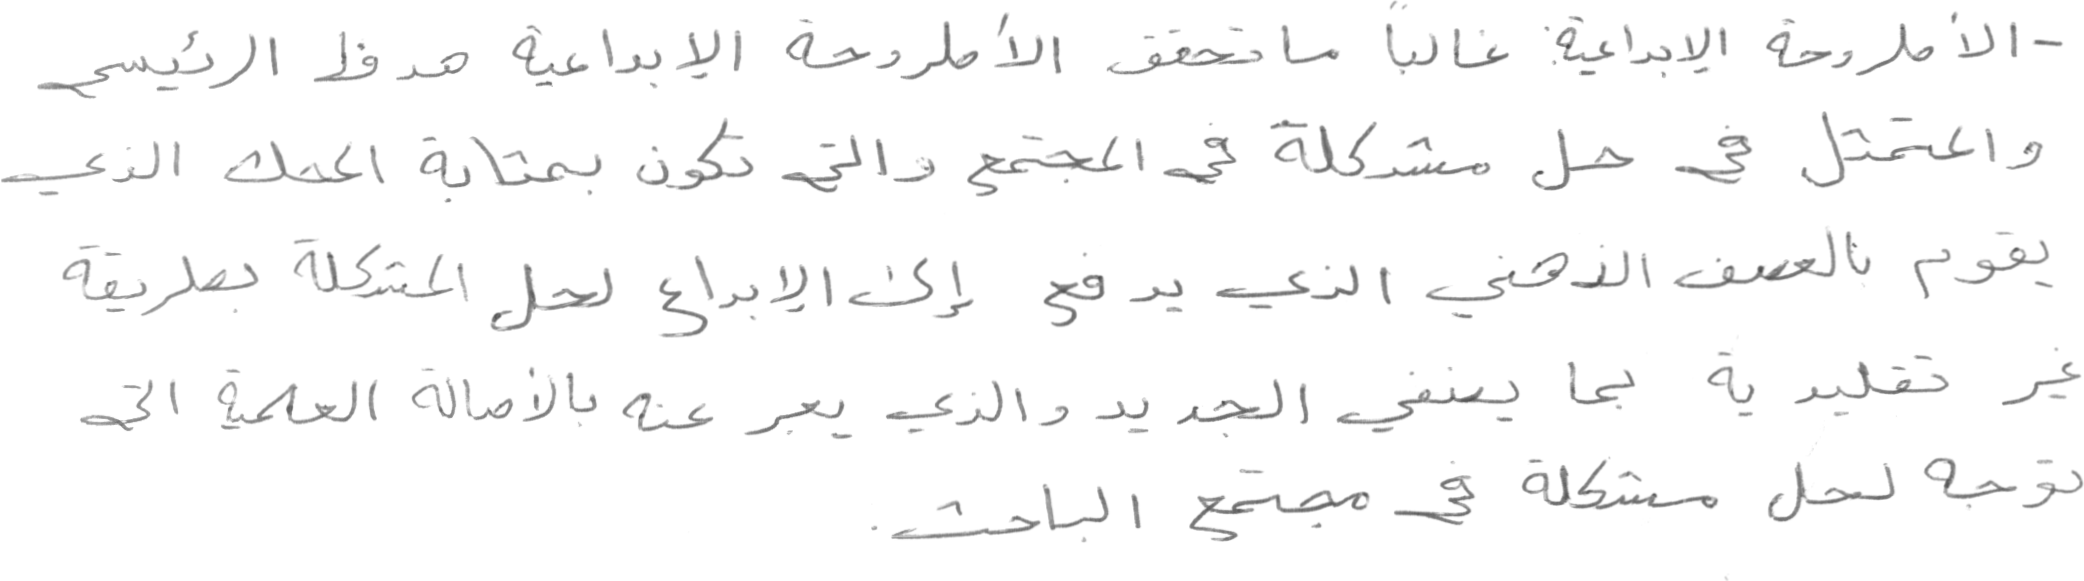 - الأطروحة الإبداعية: غالباً ما تحقق الأطروحة الإبداعية هدفها الرئيسي
والمتمثل في حل مشكلة في المجتمع والتي تكون بمثابة المحك الذي
يقوم بالعصف الذهني الذي يدفع إلى الإبداع لحل المشكلة بطريقة
غير تقليدية بما يضفي الجديد والذي يعبر عنه بالأصالة العلمية التي
توجه لحل مشكلة في مجتمع الباحث.